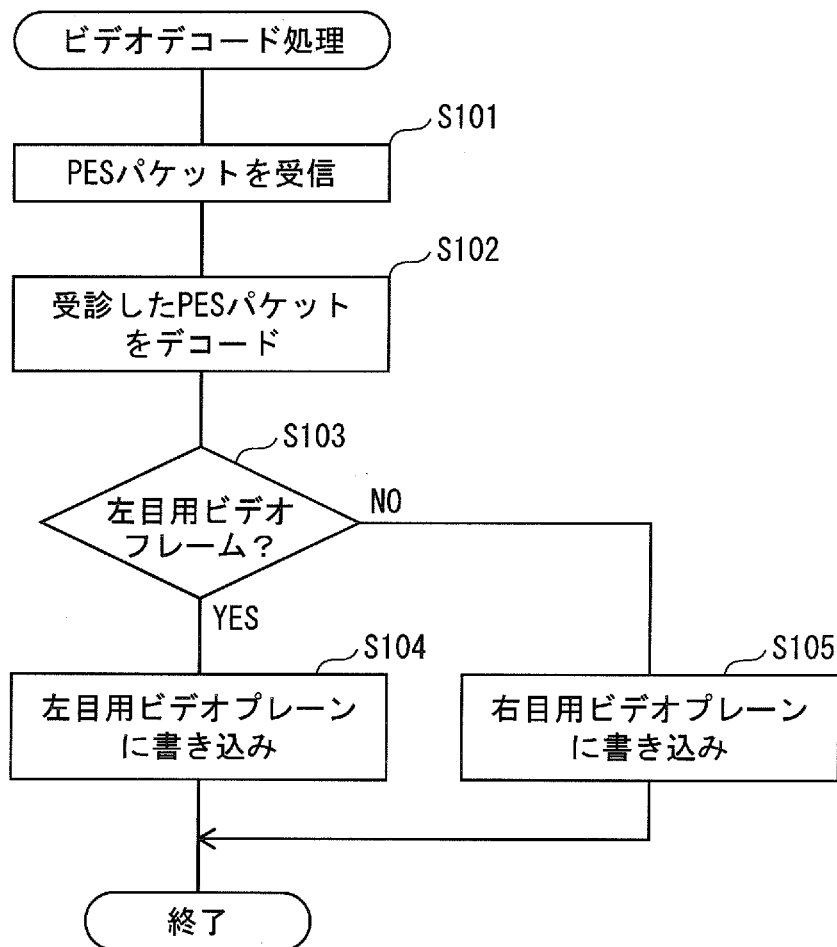 ビデオデコード処理
S101
PESパケットを受信
S102
受診したPESパケット
をデコード
S103
左目用ビデオ
フレーム？
NO
YES
S104
左目用ビデオプレーン
に書き込み
S105
右目用ビデオプレーン
に書き込み
終了